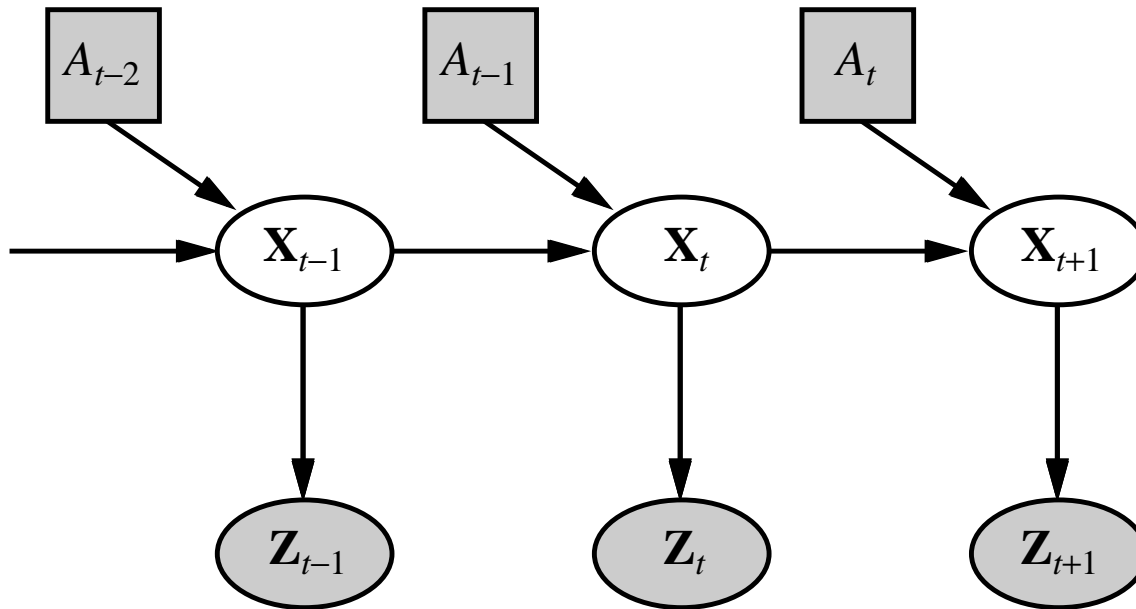 A_{t−2} A_{t−1} A_t
X_{t−1} X_t X_{t+1}
Z_{t−1} Z_t Z_{t+1}